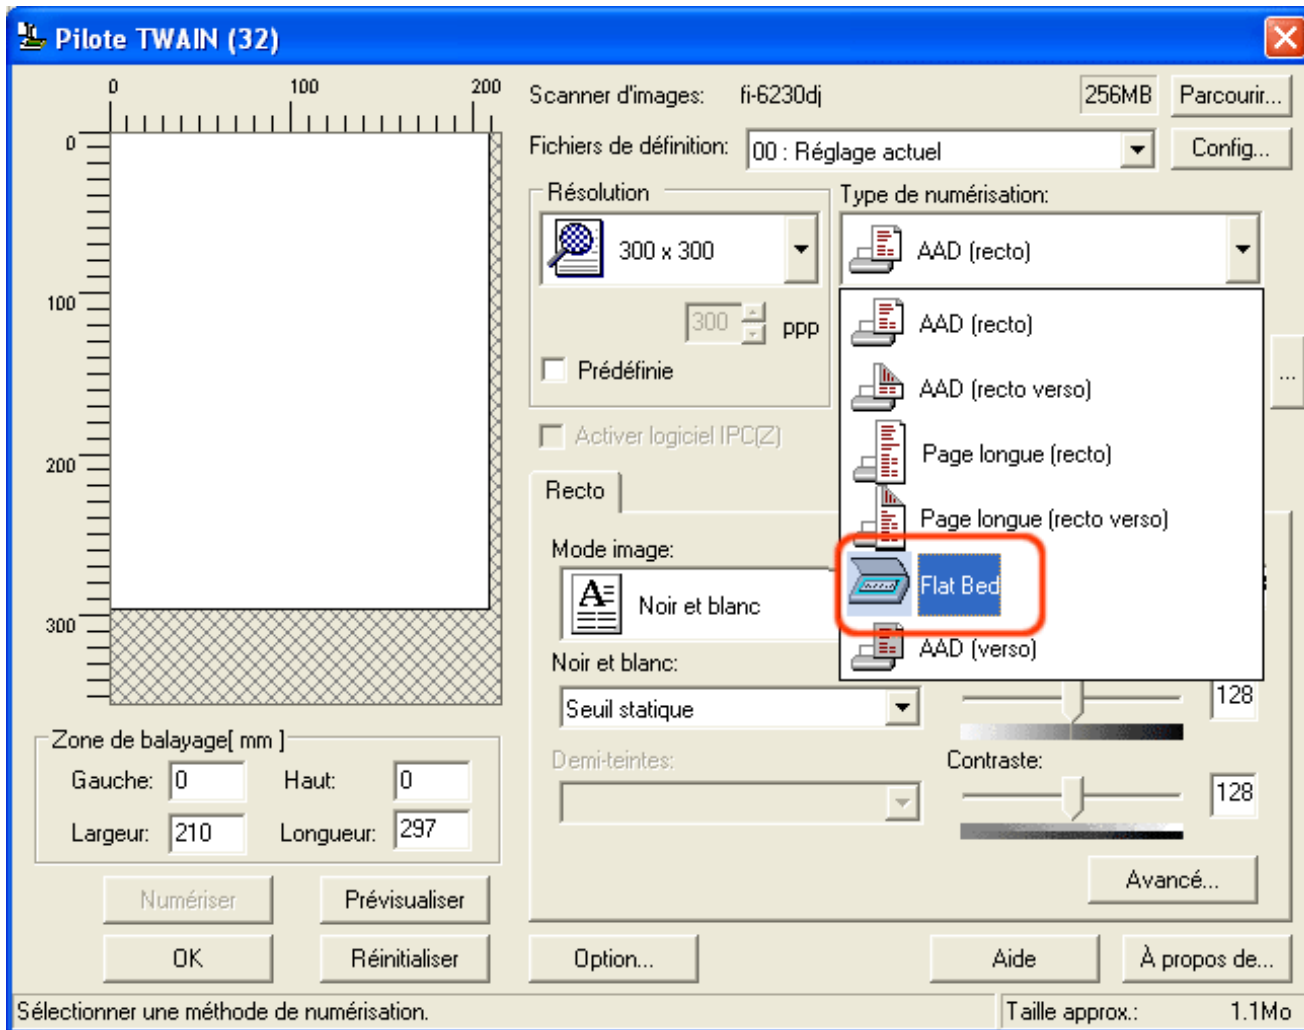 Pilote TWAIN (32)
0 100 200
0
100
200
300
Scanner d'images: fi-6230dj 256MB Parcourir...
Fichiers de définition: 00 : Réglage actuel Config...
Résolution
300 x 300
300 ppp
Prédéfinie
Type de numérisation:
AAD (recto)
AAD (recto)
AAD (recto verso)
Page longue (recto)
Page longue (recto verso)
Flat Bed
AAD (verso)
...
Activer logiciel IPC(Z)
Recto
Mode image:
Noir et blanc
Noir et blanc:
Seuil statique
128
Demi-teintes:
Contraste:
128
Avancé...
Zone de balayage[ mm ]
Gauche: 0 Haut: 0
Largeur: 210 Longueur: 297
Numériser Prévisualiser
OK Réinitialiser Option... Aide À propos de...
Sélectionner une méthode de numérisation. Taille approx.: 1.1Mo